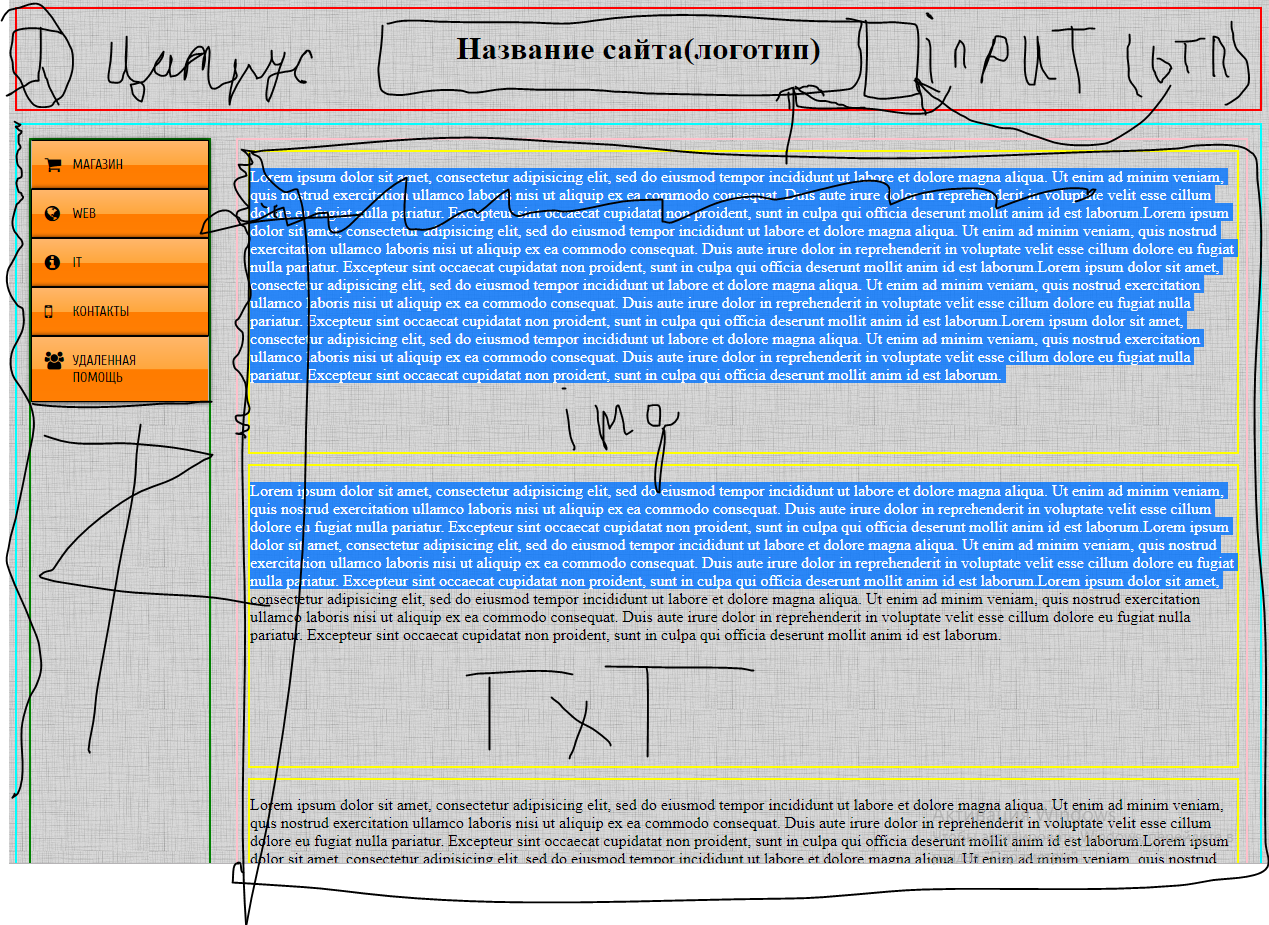 Цитрус
Название сайта(логотип)
inPUT (отп)
МАГАЗИН
WEB
IT
КОНТАКТЫ
УДАЛЕННАЯ
ПОМОЩЬ
Lorem ipsum dolor sit amet, consectetur adipisicing elit, sed do eiusmod tempor incididunt ut labore et dolore magna aliqua. Ut enim ad minim veniam,
quis nostrud exercitation ullamco laboris nisi ut aliquip ex ea commodo consequat. Duis aute irure dolor in reprehenderit in voluptate velit esse cillum
dolore eu fugiat nulla pariatur. Excepteur sint occaecat cupidatat non proident, sunt in culpa qui officia deserunt mollit anim id est laborum.Lorem ipsum
dolor sit amet, consectetur adipisicing elit, sed do eiusmod tempor incididunt ut labore et dolore magna aliqua. Ut enim ad minim veniam, quis nostrud
exercitation ullamco laboris nisi ut aliquip ex ea commodo consequat. Duis aute irure dolor in reprehenderit in voluptate velit esse cillum dolore eu fugiat
nulla pariatur. Excepteur sint occaecat cupidatat non proident, sunt in culpa qui officia deserunt mollit anim id est laborum.Lorem ipsum dolor sit amet,
consectetur adipisicing elit, sed do eiusmod tempor incididunt ut labore et dolore magna aliqua. Ut enim ad minim veniam, quis nostrud exercitation
ullamco laboris nisi ut aliquip ex ea commodo consequat. Duis aute irure dolor in reprehenderit in voluptate velit esse cillum dolore eu fugiat nulla
pariatur. Excepteur sint occaecat cupidatat non proident, sunt in culpa qui officia deserunt mollit anim id est laborum.Lorem ipsum dolor sit amet,
consectetur adipisicing elit, sed do eiusmod tempor incididunt ut labore et dolore magna aliqua. Ut enim ad minim veniam, quis nostrud exercitation
ullamco laboris nisi ut aliquip ex ea commodo consequat. Duis aute irure dolor in reprehenderit in voluptate velit esse cillum dolore eu fugiat nulla
pariatur. Excepteur sint occaecat cupidatat non proident, sunt in culpa qui officia deserunt mollit anim id est laborum.
img
Lorem ipsum dolor sit amet, consectetur adipisicing elit, sed do eiusmod tempor incididunt ut labore et dolore magna aliqua. Ut enim ad minim veniam,
quis nostrud exercitation ullamco laboris nisi ut aliquip ex ea commodo consequat. Duis aute irure dolor in reprehenderit in voluptate velit esse cillum
dolore eu fugiat nulla pariatur. Excepteur sint occaecat cupidatat non proident, sunt in culpa qui officia deserunt mollit anim id est laborum.Lorem ipsum
dolor sit amet, consectetur adipisicing elit, sed do eiusmod tempor incididunt ut labore et dolore magna aliqua. Ut enim ad minim veniam, quis nostrud
exercitation ullamco laboris nisi ut aliquip ex ea commodo consequat. Duis aute irure dolor in reprehenderit in voluptate velit esse cillum dolore eu fugiat
nulla pariatur. Excepteur sint occaecat cupidatat non proident, sunt in culpa qui officia deserunt mollit anim id est laborum.Lorem ipsum dolor sit amet,
consectetur adipisicing elit, sed do eiusmod tempor incididunt ut labore et dolore magna aliqua. Ut enim ad minim veniam, quis nostrud exercitation
ullamco laboris nisi ut aliquip ex ea commodo consequat. Duis aute irure dolor in reprehenderit in voluptate velit esse cillum dolore eu fugiat nulla
pariatur. Excepteur sint occaecat cupidatat non proident, sunt in culpa qui officia deserunt mollit anim id est laborum.
TxT
Lorem ipsum dolor sit amet, consectetur adipisicing elit, sed do eiusmod tempor incididunt ut labore et dolore magna aliqua. Ut enim ad minim veniam,
quis nostrud exercitation ullamco laboris nisi ut aliquip ex ea commodo consequat. Duis aute irure dolor in reprehenderit in voluptate velit esse cillum
dolore eu fugiat nulla pariatur. Excepteur sint occaecat cupidatat non proident, sunt in culpa qui officia deserunt mollit anim id est laborum.Lorem ipsum
dolor sit amet, consectetur adipisicing elit, sed do eiusmod tempor incididunt ut labore et dolore magna aliqua. Ut enim ad minim veniam, quis nostrud